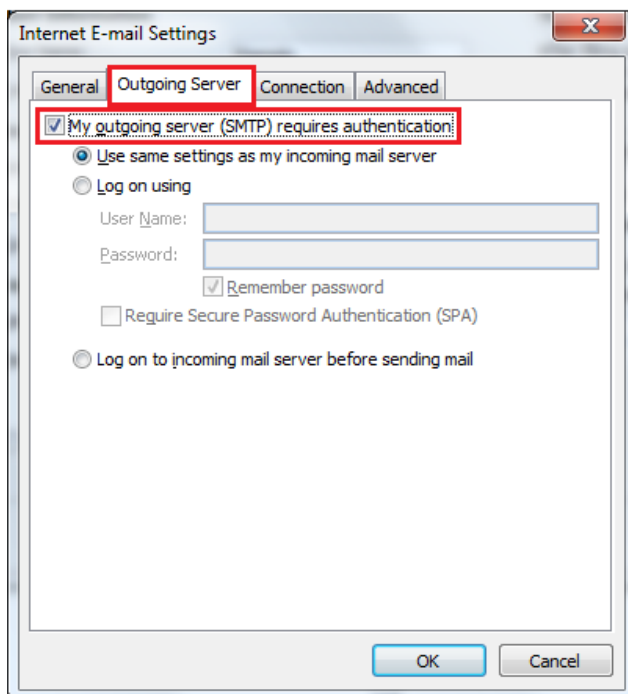 Internet E-mail Settings
General Outgoing Server Connection Advanced
My outgoing server (SMTP) requires authentication
Use same settings as my incoming mail server
Log on using
User Name:
Password:
Remember password
Require Secure Password Authentication (SPA)
Log on to incoming mail server before sending mail
OK Cancel